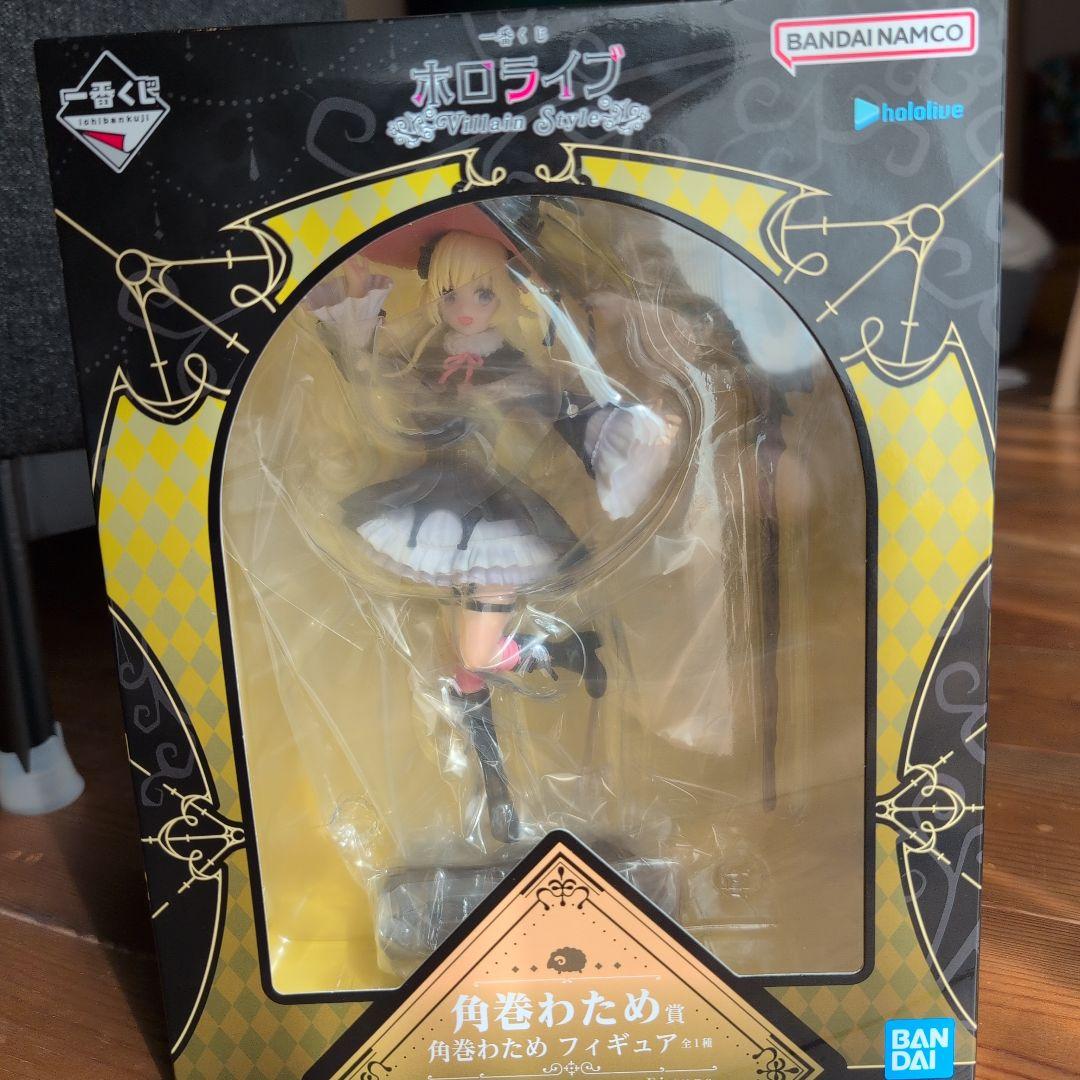 一番くじ
ichibankuji
一番くじ
ホロライブ
Villain Style
BANDAI NAMCO
hololive
角巻わため賞
角巻わため フィギュア 全1種
BAN
DAI